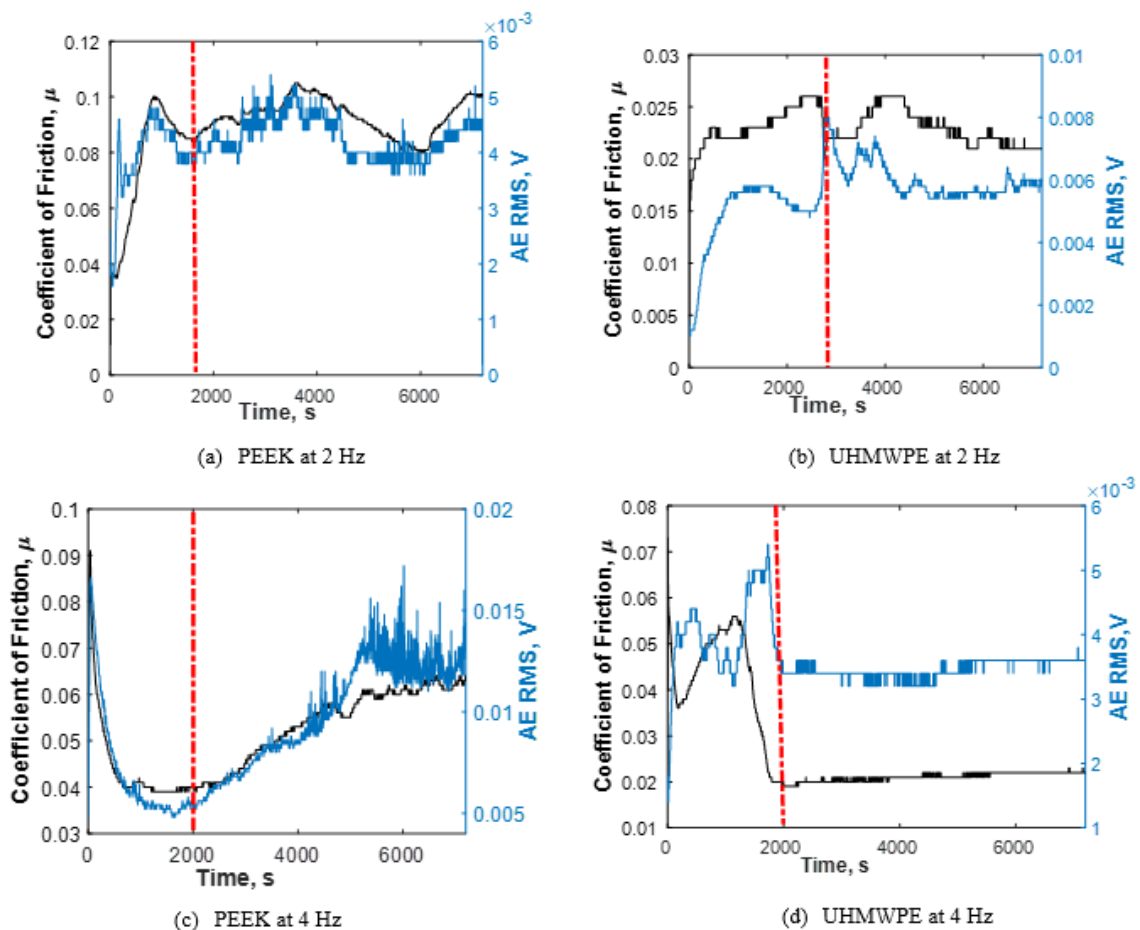 ×10⁻³
0.12
0.1
0.08
0.06
0.04
0.02
0
Coefficient of Friction, μ
6
5
4
3
2
1
0
AE RMS, V
0 2000 4000 6000
Time, s
(a) PEEK at 2 Hz
0.03
0.025
0.02
0.015
0.01
0.005
0
Coefficient of Friction, μ
0.01
0.008
0.006
0.004
0.002
0
AE RMS, V
0 2000 4000 6000
Time, s
(b) UHMWPE at 2 Hz
0.1
0.09
0.08
0.07
0.06
0.05
0.04
0.03
Coefficient of Friction, μ
0.02
0.015
0.01
0.005
AE RMS, V
0 2000 4000 6000
Time, s
(c) PEEK at 4 Hz
×10⁻³
0.08
0.07
0.06
0.05
0.04
0.03
0.02
0.01
Coefficient of Friction, μ
6
5
4
3
2
1
AE RMS,V
0 2000 4000 6000
Time, s
(d) UHMWPE at 4 Hz